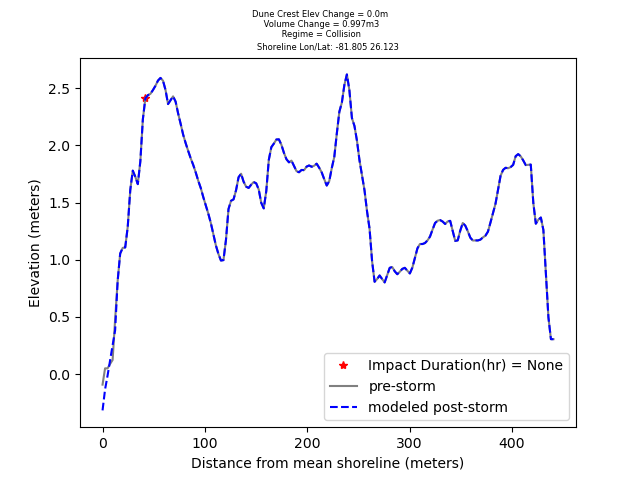 Dune Crest Elev Change = 0.0m
Volume Change = 0.997m3
Regime = Collision
Shoreline Lon/Lat: -81.805 26.123
2.5
2.0
1.5
1.0
0.5
0.0
Elevation (meters)
Impact Duration(hr) = None
pre-storm
modeled post-storm
0 100 200 300 400
Distance from mean shoreline (meters)